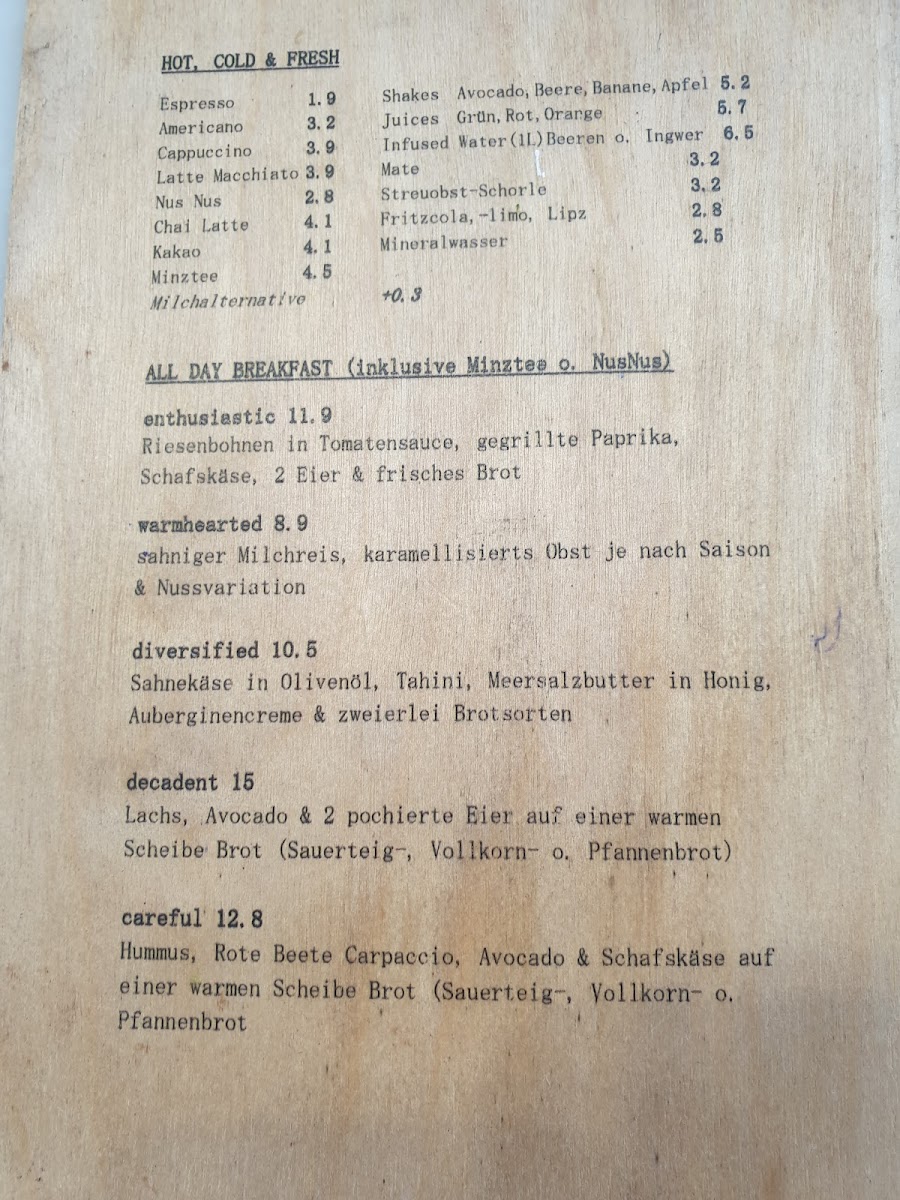 HOT, COLD & FRESH
Espresso 1.9
Americano 3.2
Cappuccino 3.9
Latte Macchiato 3.9
Nus Nus 2.8
Chai Latte 4.1
Kakao 4.1
Minztee 4.5
Milchalternative +0.3
Shakes Avocado, Beere, Banane, Apfel 5.2
Juices Grün, Rot, Orange 5.7
Infused Water(1L)Beeren o. Ingwer 6.5
Mate 3.2
Streuobst-Schorle 3.2
Fritzcola,-limo, Lipz 2.8
Mineralwasser 2.5
ALL DAY BREAKFAST (inklusive Minztee o. NusNus)
enthusiastic 11.9
Riesenbohnen in Tomatensauce, gegrillte Paprika,
Schafskäse, 2 Eier & frisches Brot
warmhearted 8.9
sahniger Milchreis, karamellisierts Obst je nach Saison
& Nussvariation
diversified 10.5
Sahnekäse in Olivenöl, Tahini, Meersalzbutter in Honig,
Auberginencreme & zweierlei Brotsorten
decadent 15
Lachs, Avocado & 2 pochierte Eier auf einer warmen
Scheibe Brot (Sauerteig-, Vollkorn- o. Pfannenbrot)
careful 12.8
Hummus, Rote Beete Carpaccio, Avocado & Schafskäse auf
einer warmen Scheibe Brot (Sauerteig-, Vollkorn- o.
Pfannenbrot